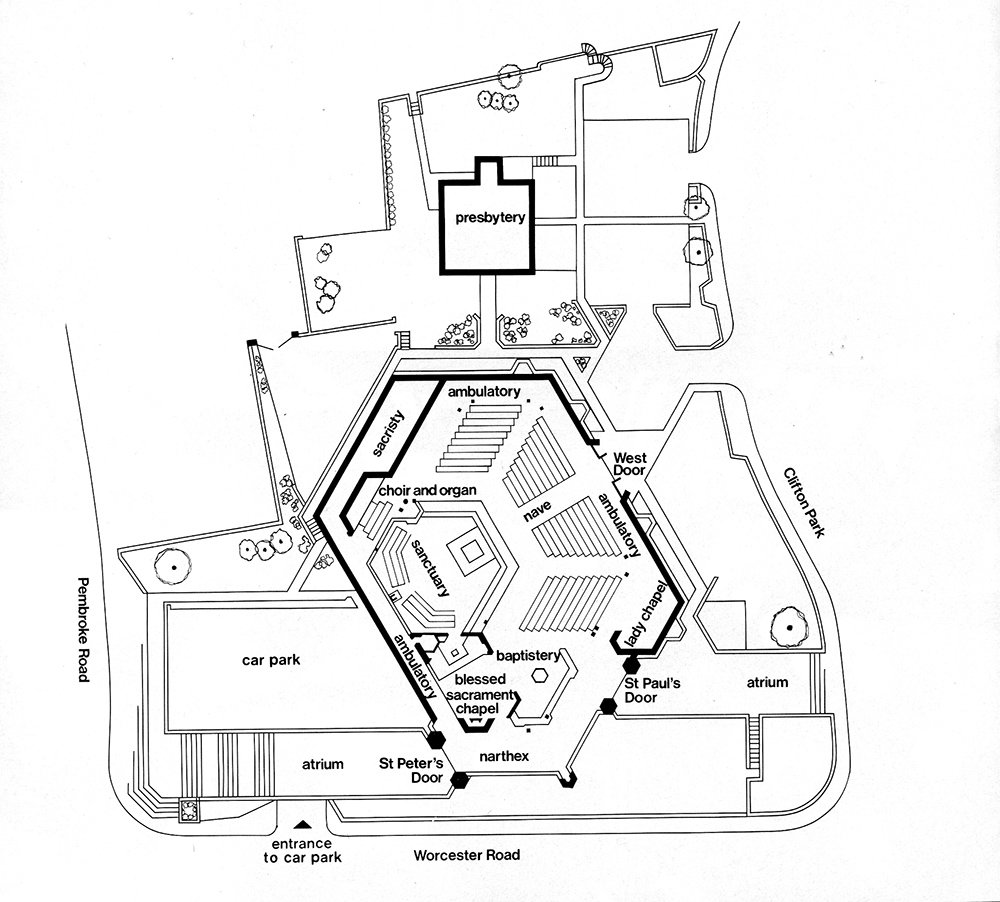 presbytery
ambulatory
sacristy
West
Door
choir and organ
nave
ambulatory
Clifton Park
sanctuary
Pembroke Road
lady chapel
ambulatory
baptistery
car park
blessed
sacrament
chapel
St Paul's
Door
atrium
narthex
atrium
St Peter's
Door
entrance
to car park
Worcester Road